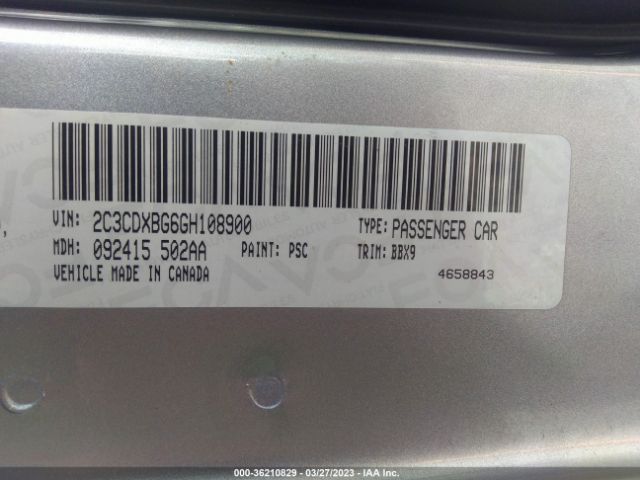 VIN: 2C3CDXBG6GH108900 TYPE: PASSENGER CAR
MDH: 092415 502AA PAINT: PSC TRIM: BBX9
VEHICLE MADE IN CANADA 4658843
000-36210829 - 03/27/2023 - IAA Inc.